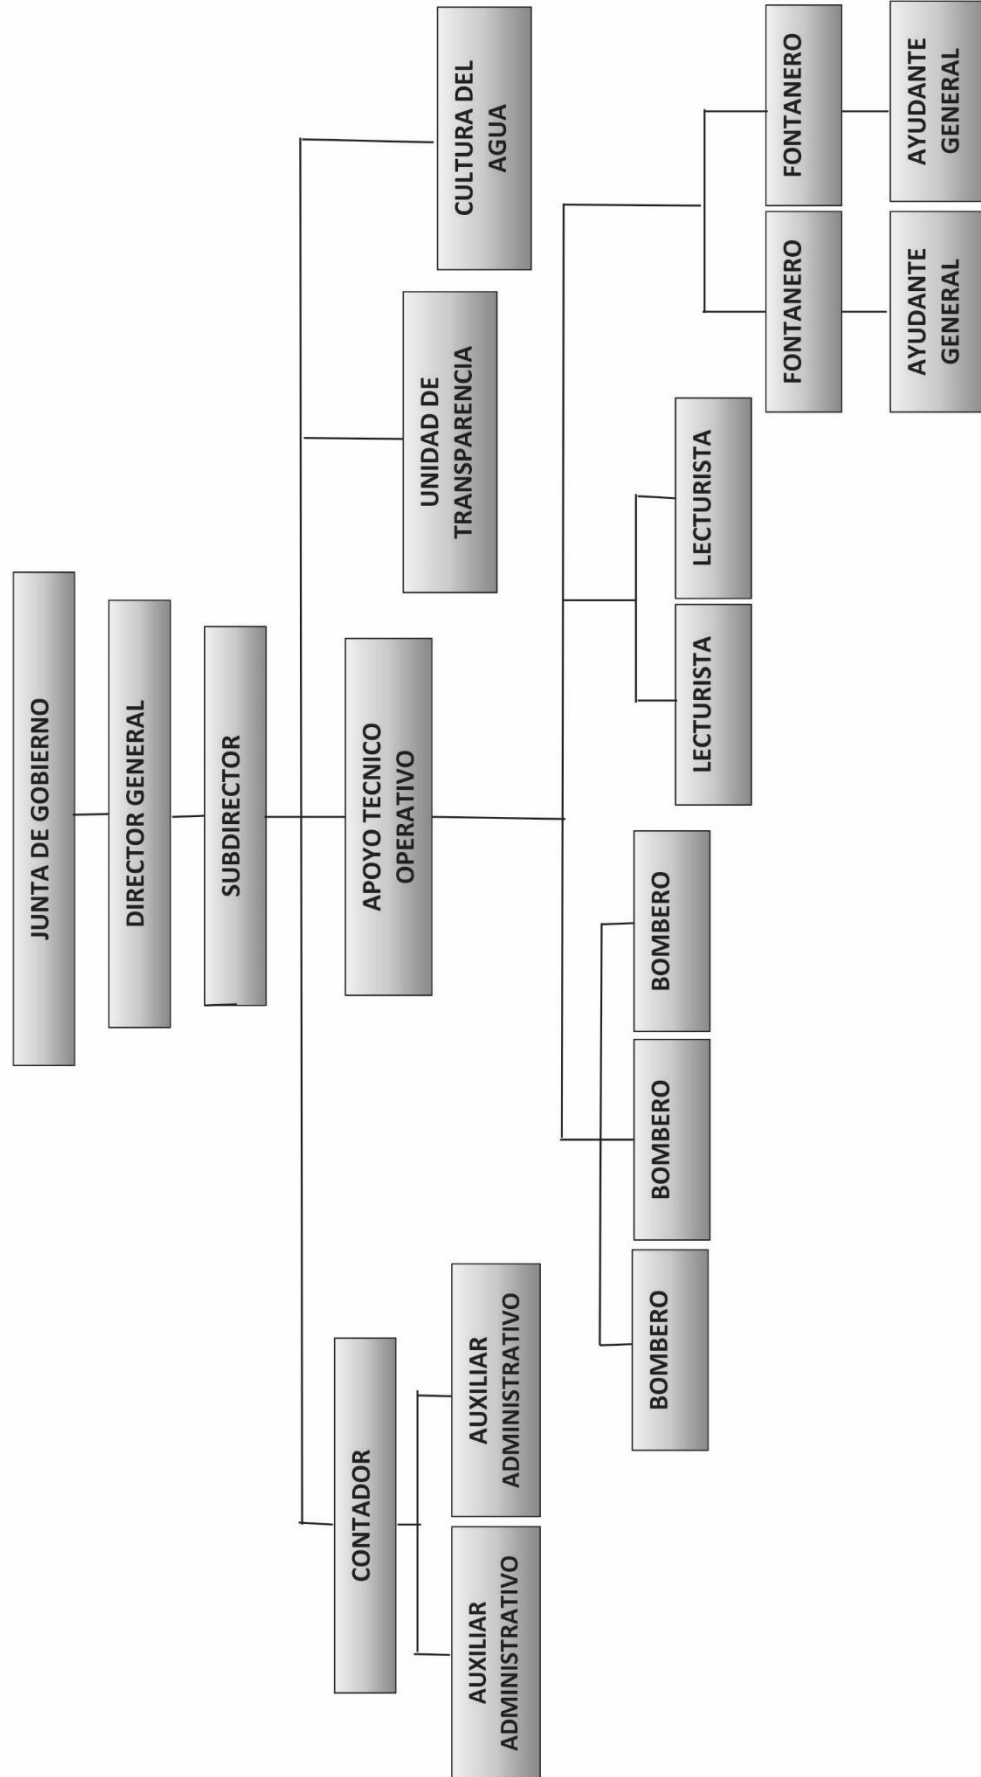 JUNTA DE GOBIERNO
DIRECTOR GENERAL
SUBDIRECTOR
CONTADOR
APOYO TECNICO
OPERATIVO
UNIDAD DE
TRANSPARENCIA
CULTURA DEL
AGUA
AUXILIAR
ADMINISTRATIVO
AUXILIAR
ADMINISTRATIVO
BOMBERO
BOMBERO
BOMBERO
LECTURISTA
LECTURISTA
FONTANERO
FONTANERO
AYUDANTE
GENERAL
AYUDANTE
GENERAL